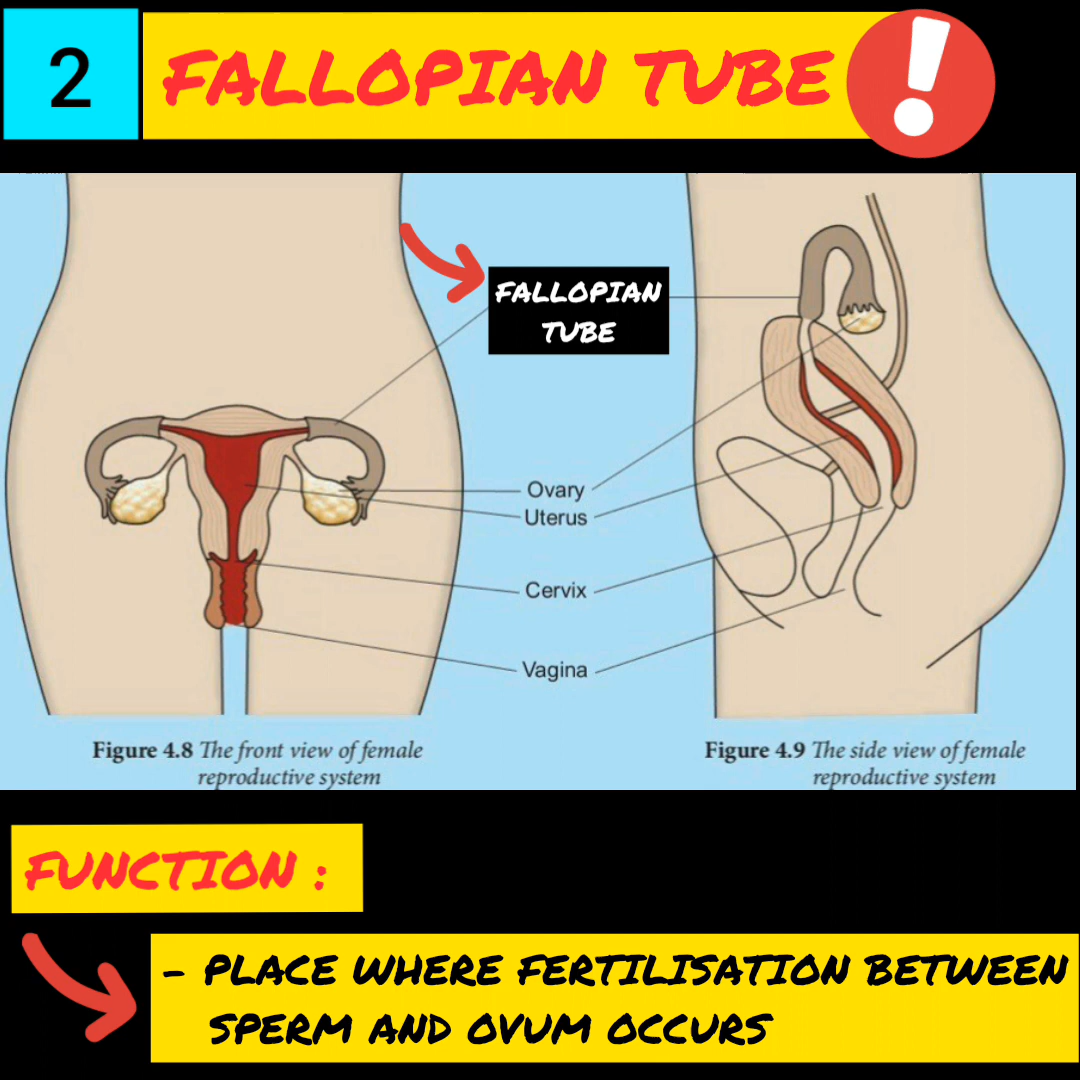 2
FALLOPIAN TUBE
FALLOPIAN
TUBE
Ovary
Uterus
Cervix
Vagina
Figure 4.8 The front view of female
reproductive system
Figure 4.9 The side view of female
reproductive system
FUNCTION :
- PLACE WHERE FERTILISATION BETWEEN
SPERM AND OVUM OCCURS